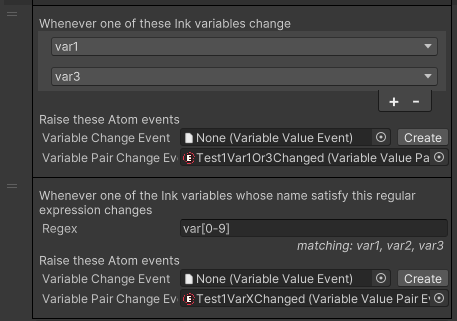 Whenever one of these Ink variables change
var1
var3
+ -
Raise these Atom events
Variable Change Event None (Variable Value Event) Create
Variable Pair Change Ev E Test1Var1Or3Changed (Variable Value Pa
Whenever one of the Ink variables whose name satisfy this regular
expression changes
Regex var[0-9]
matching: var1, var2, var3
Raise these Atom events
Variable Change Event None (Variable Value Event) Create
Variable Pair Change Ev E Test1VarXChanged (Variable Value Pair Ev